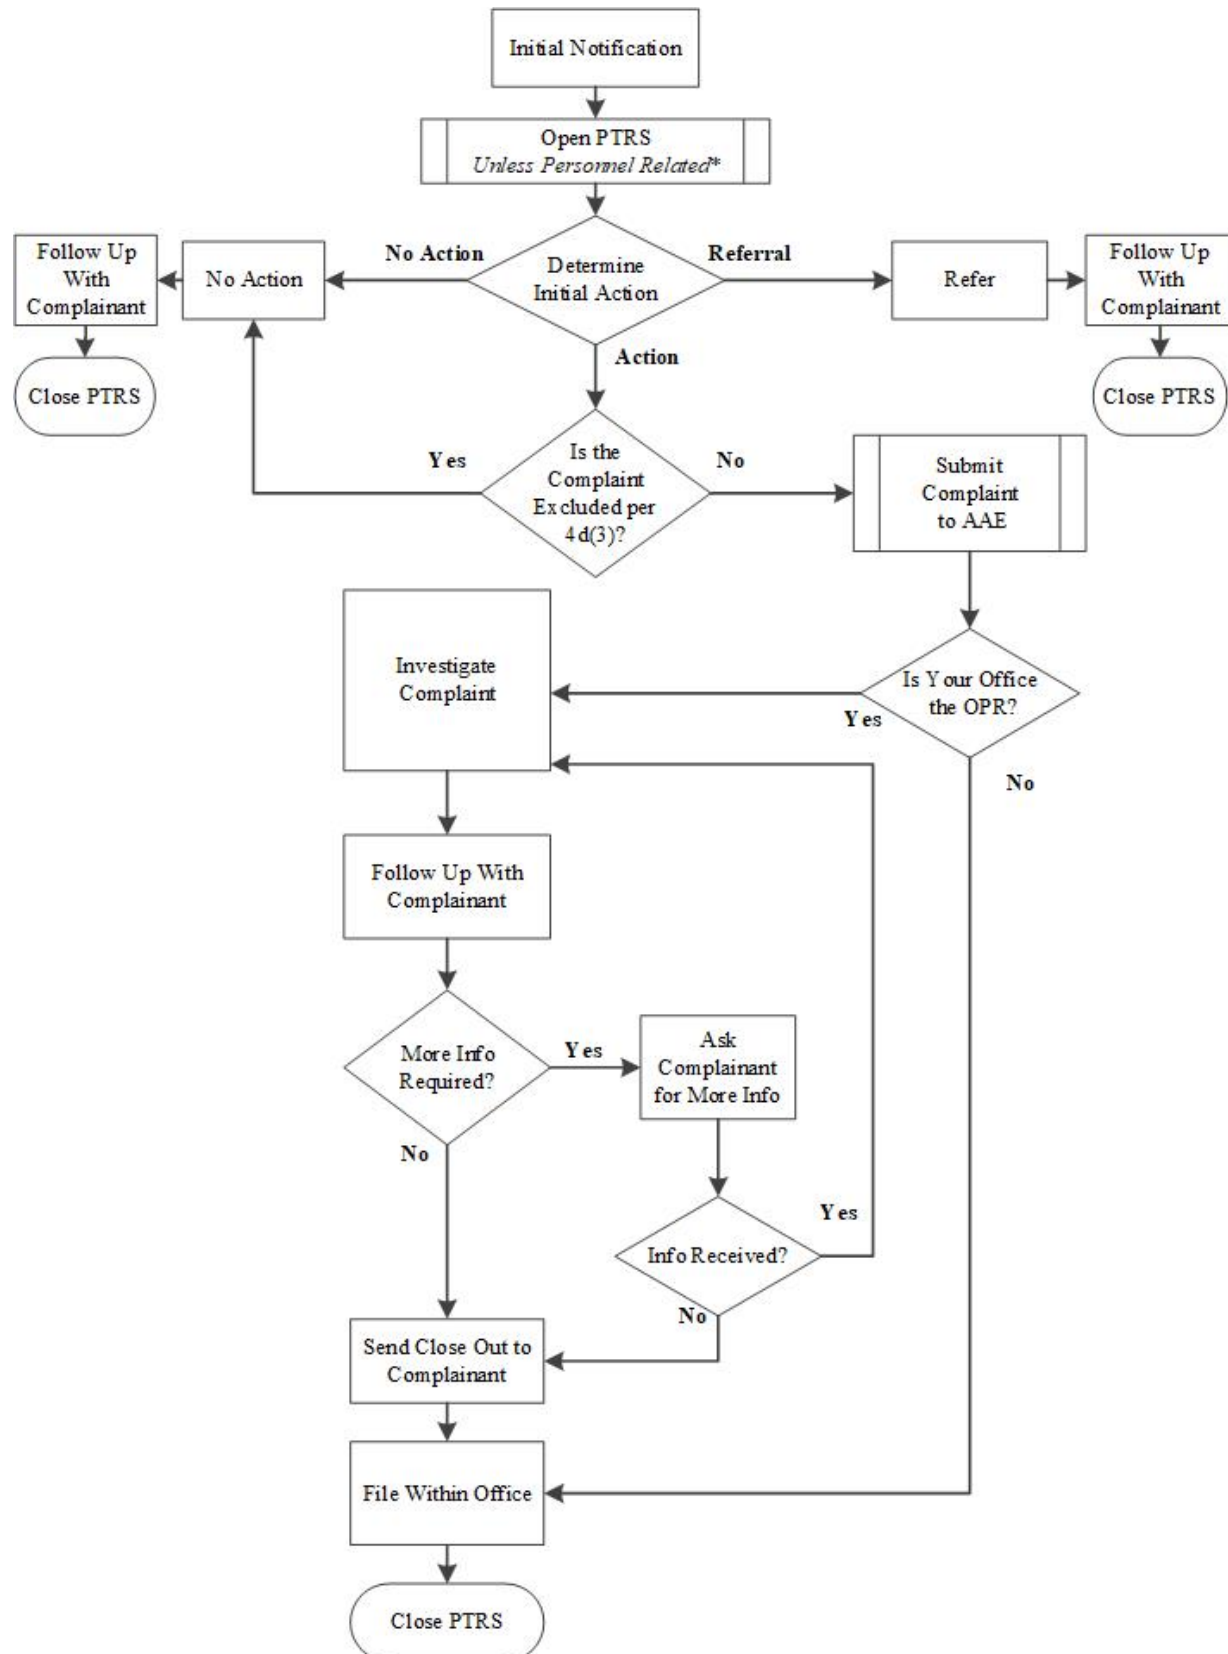 Initial Notification
Open PTRS
Unless Personnel Related*
No Action
Referral
Determine
Initial Action
Follow Up
With
Complainant
No Action
Refer
Follow Up
With
Complainant
Action
Close PTRS
Close PTRS
Yes
No
Is the
Complaint
Excluded per
4d(3)?
Submit
Complaint
to AAE
Investigate
Complaint
Is Your Office
the OPR?
Yes
No
Follow Up With
Complainant
More Info
Required?
Yes
Ask
Complainant
for More Info
No
Yes
Info Received?
No
Send Close Out to
Complainant
File Within Office
Close PTRS